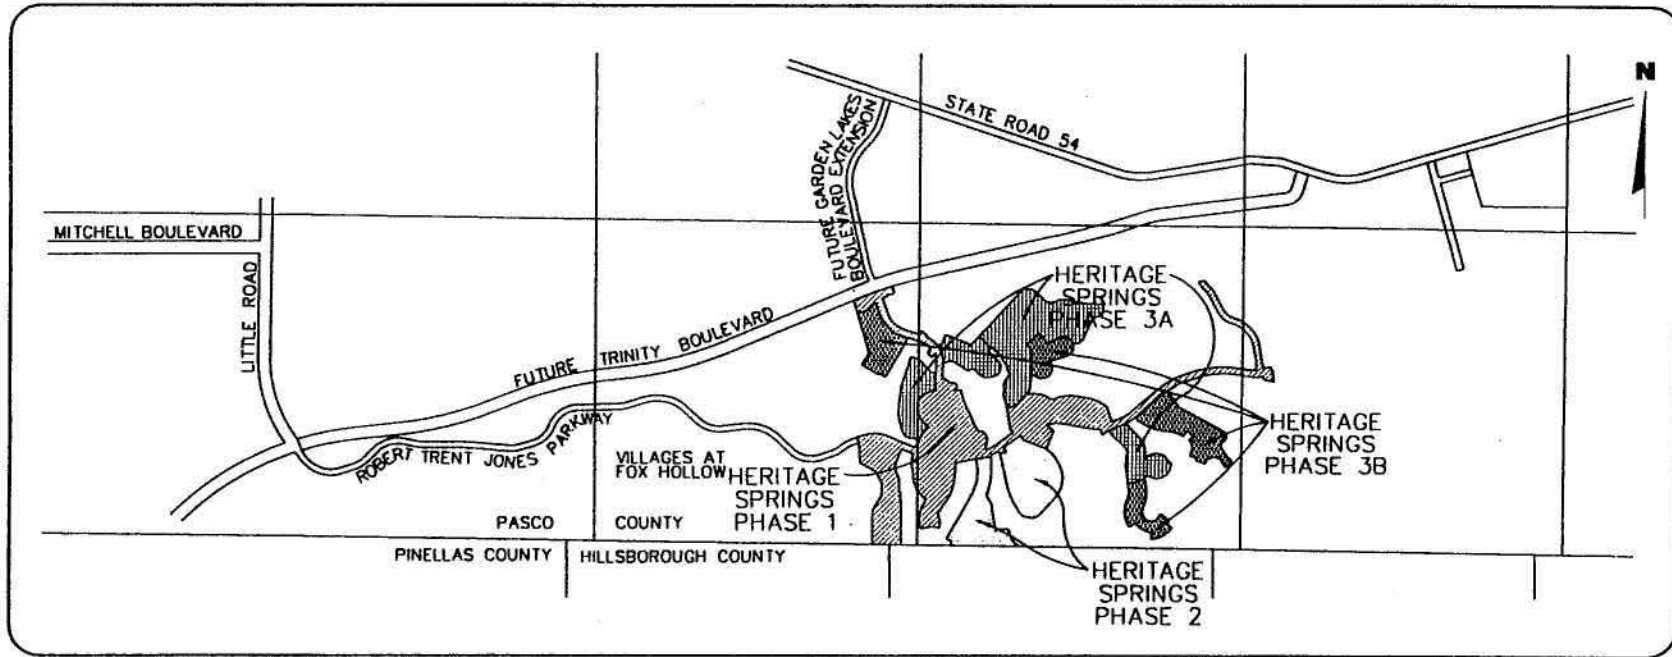 N
STATE ROAD 54
FUTURE GARDEN LAKES
BOULEVARD EXTENSION
MITCHELL BOULEVARD
LITTLE ROAD
HERITAGE
SPRINGS
PHASE 3A
FUTURE TRINITY BOULEVARD
ROBERT TRENT JONES PARKWAY
HERITAGE
SPRINGS
PHASE 3B
VILLAGES AT
FOX HOLLOW
HERITAGE
SPRINGS
PHASE 1
PASCO COUNTY
PINELLAS COUNTY
HILLSBOROUGH COUNTY
HERITAGE
SPRINGS
PHASE 2